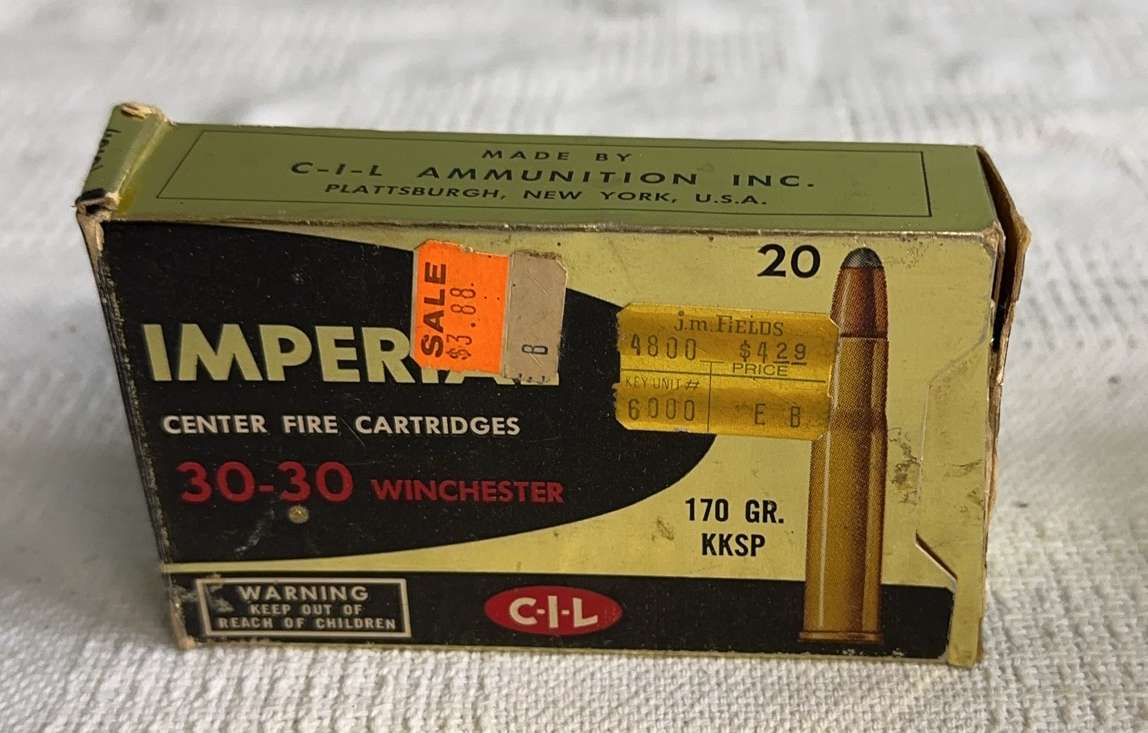 MADE BY
C-I-L AMMUNITION INC.
PLATTSBURGH, NEW YORK, U.S.A.
20
SALE
$3.88
B
j.m. FIELDS
4800 $4.29
PRICE
KEY UNIT #
6000 E B
CENTER FIRE CARTRIDGES
30-30 WINCHESTER
170 GR.
KKSP
WARNING
KEEP OUT OF
REACH OF CHILDREN
C-I-L